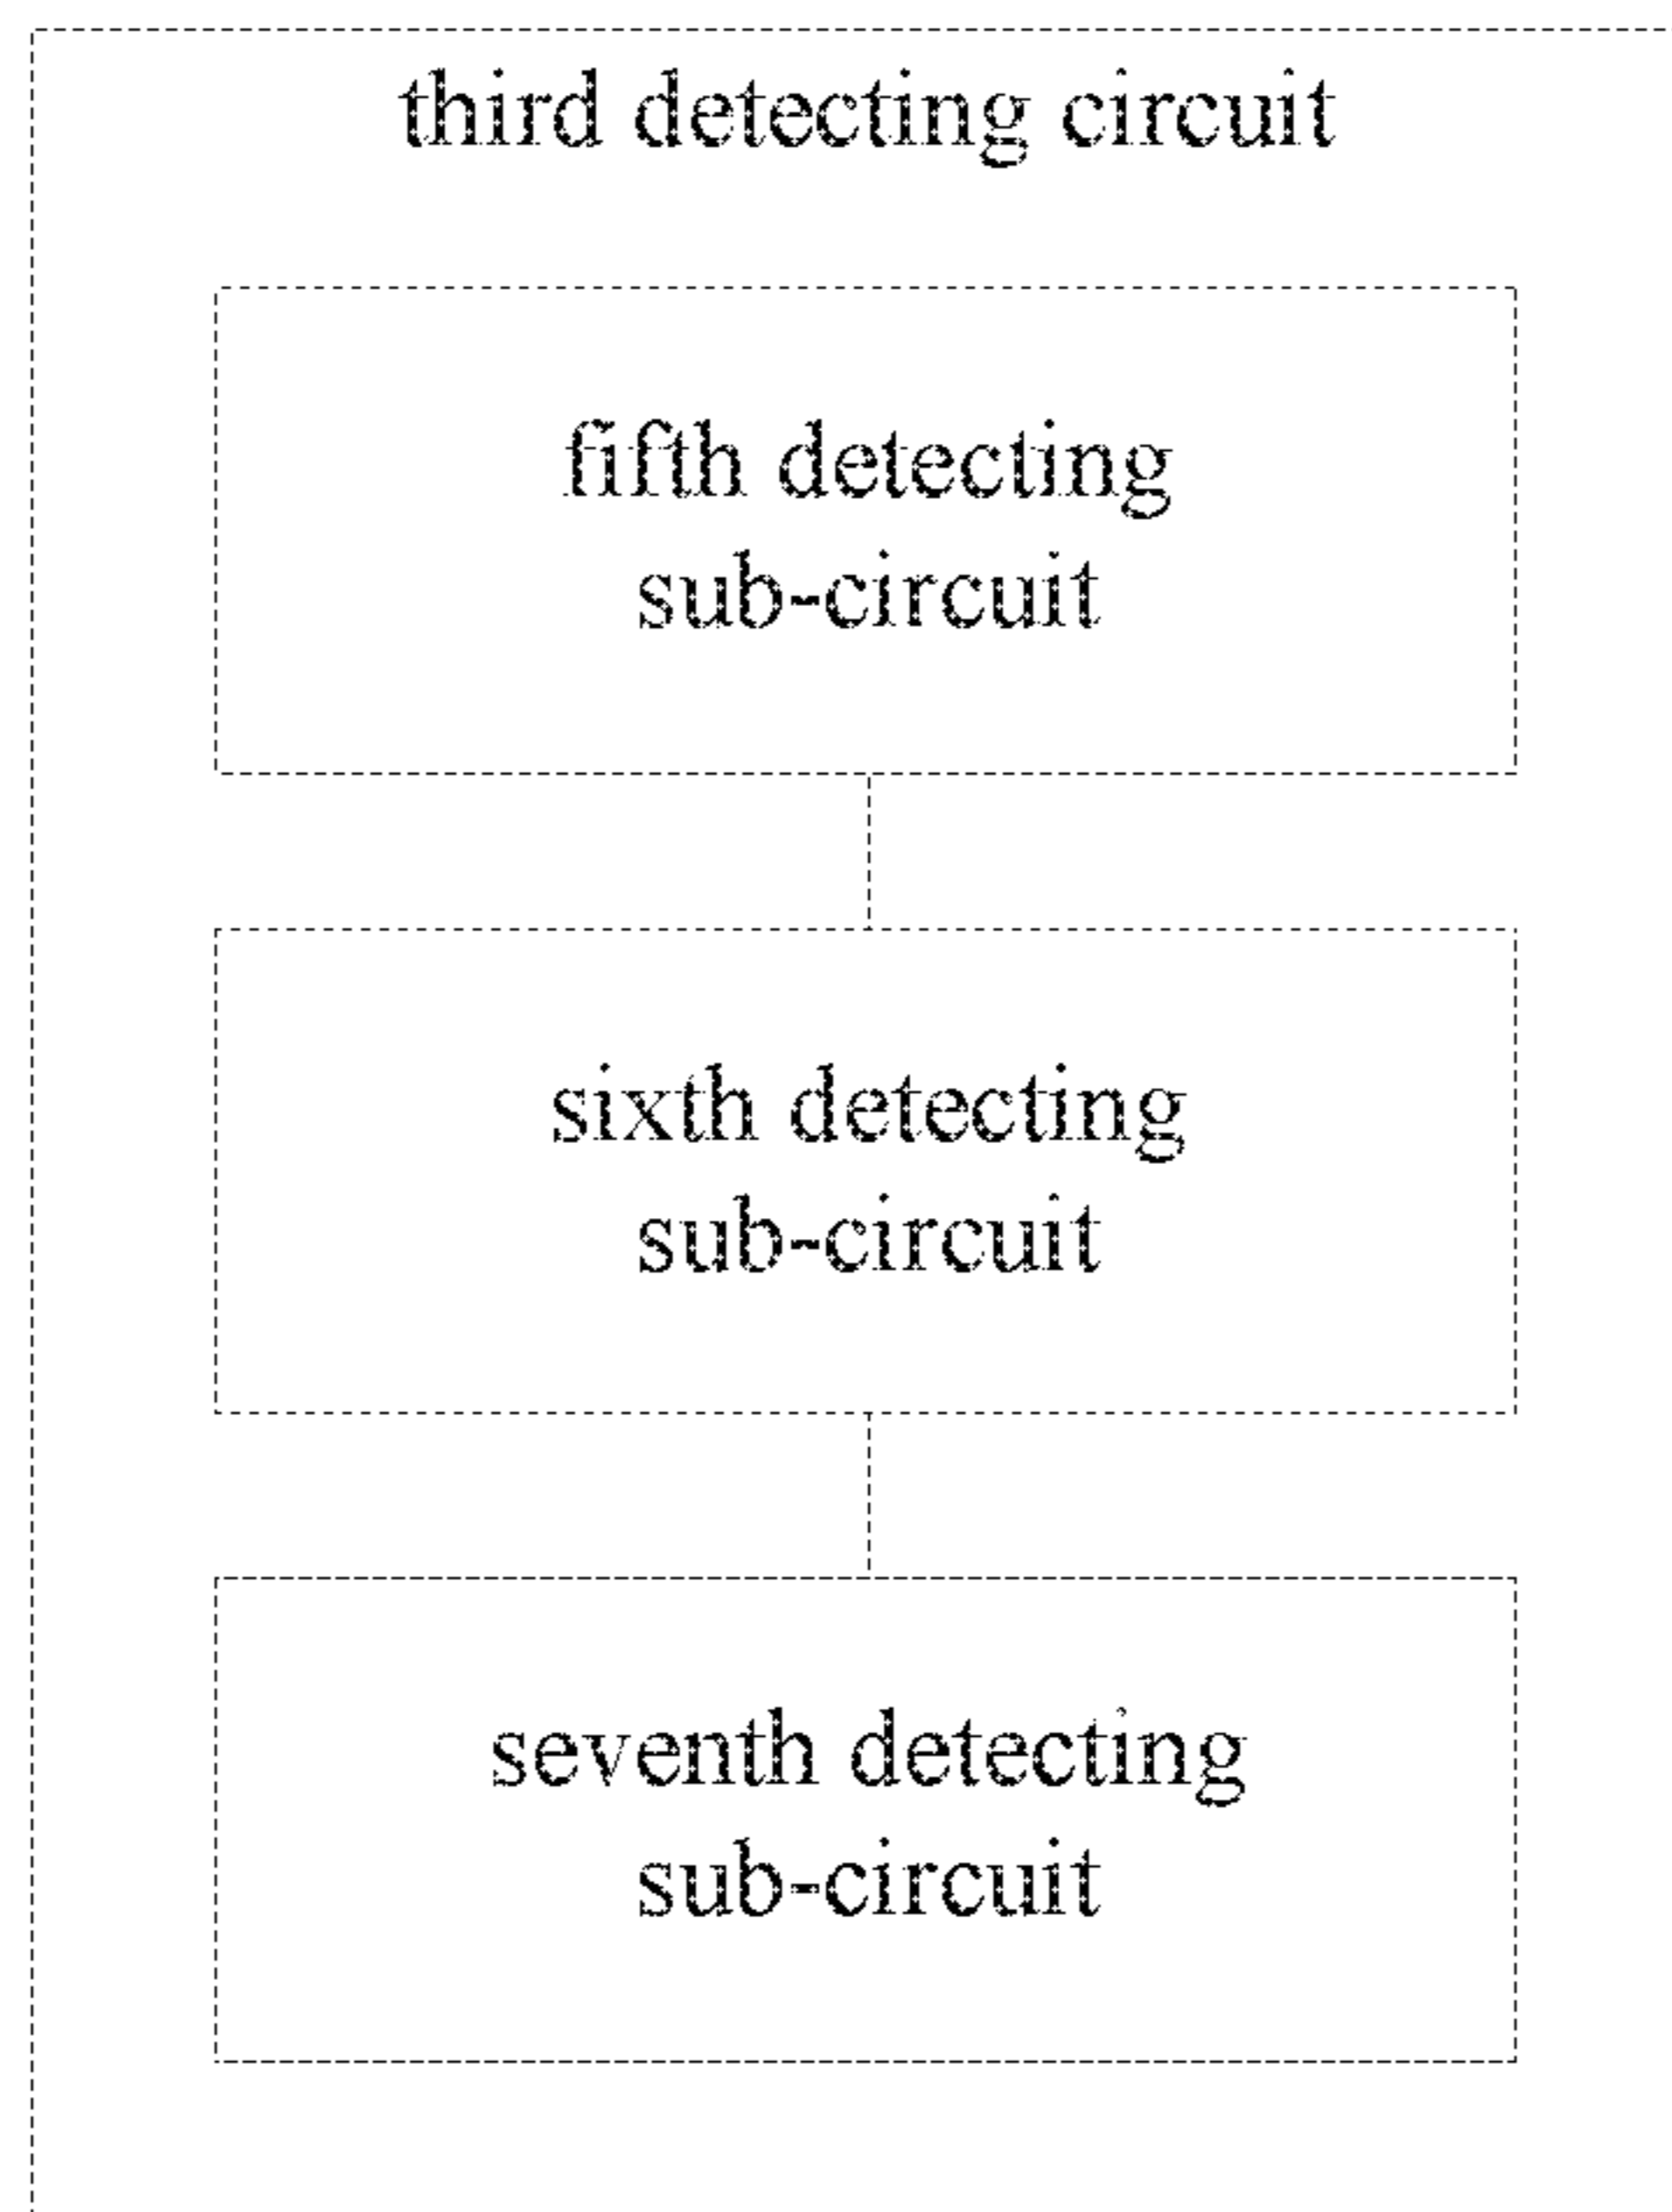 third detecting circuit
fifth detecting
sub-circuit
sixth detecting
sub-circuit
seventh detecting
sub-circuit